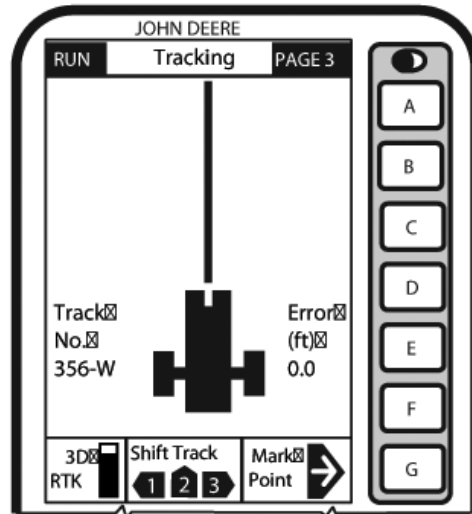 JOHN DEERE
RUN Tracking PAGE 3
A
B
C
D
Track Error
No. (ft)
E
356-W 0.0
F
3D Shift Track Mark
RTK 1 2 3 Point
G